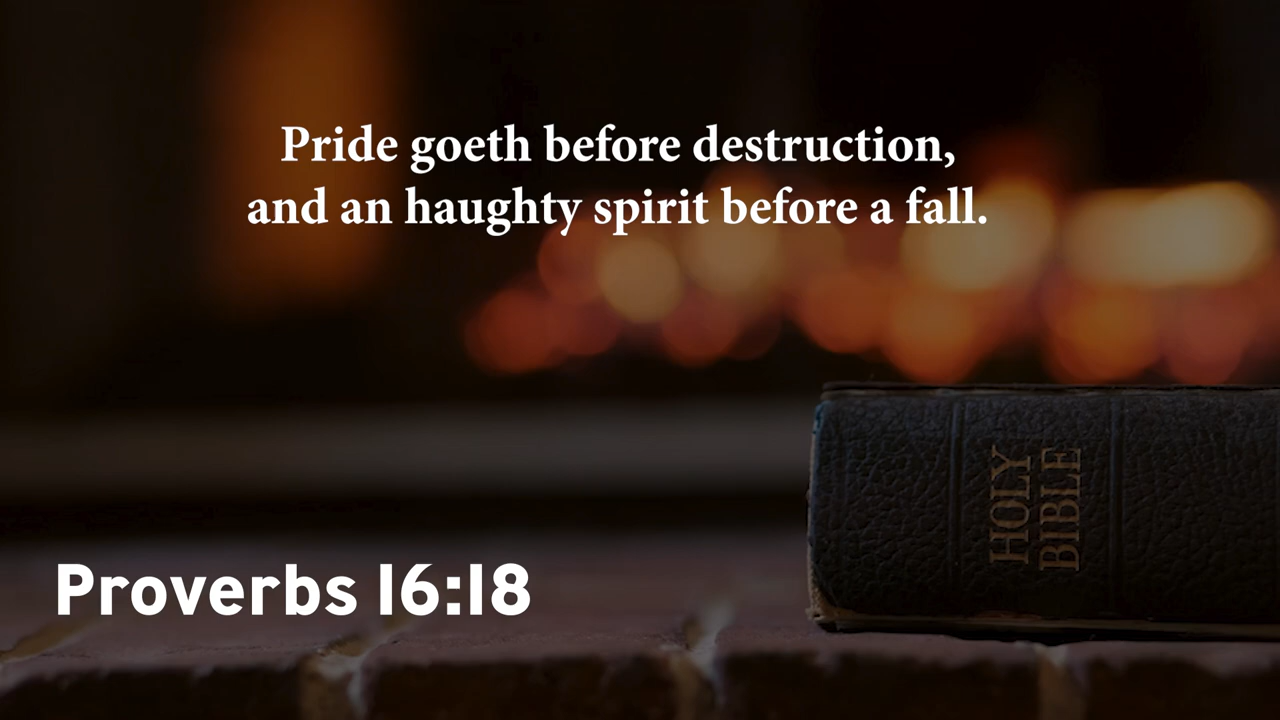 Pride goeth before destruction,
and an haughty spirit before a fall.
HOLY
BIBLE
Proverbs 16:18